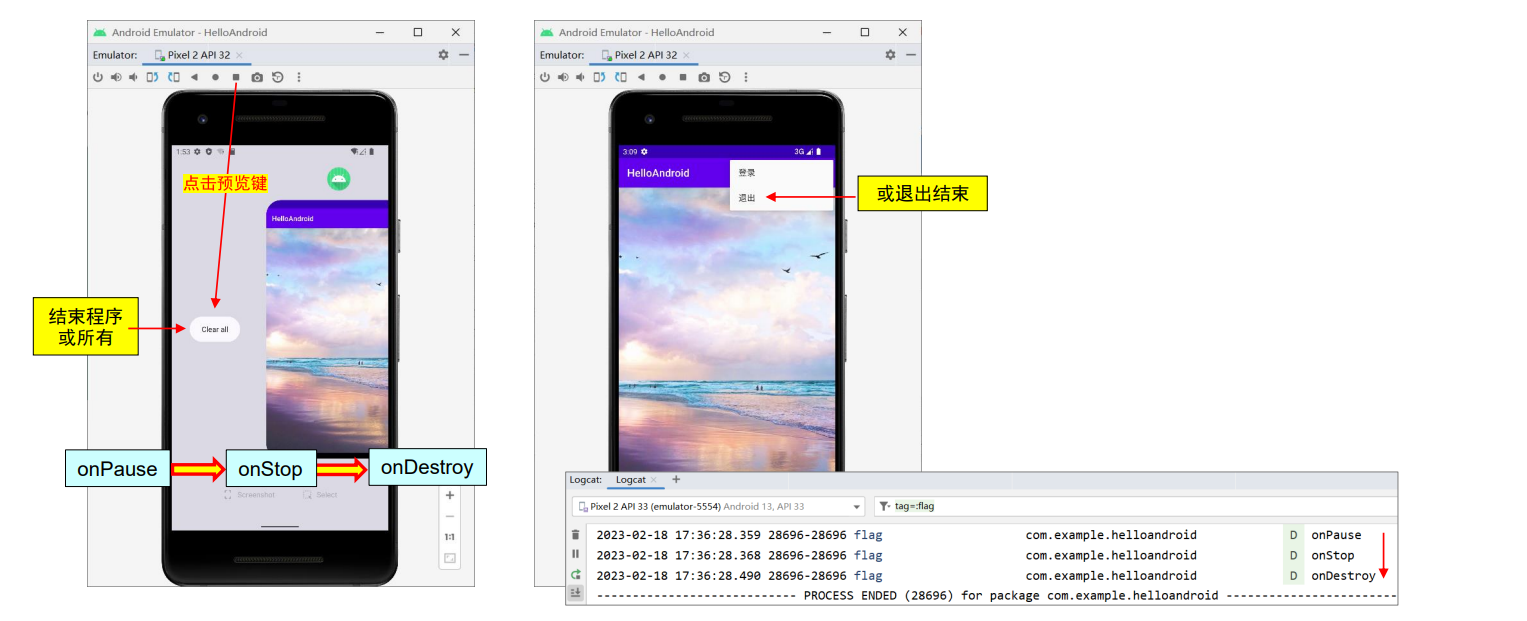 Android Emulator - HelloAndroid
Emulator: Pixel 2 API 32
1:53
点击预览键
HelloAndroid
结束程序
或所有
Clear all
onPause
onStop
onDestroy
Screenshot
Select
1:1
Android Emulator - HelloAndroid
Emulator: Pixel 2 API 32
3:09
3G
HelloAndroid
登录
退出
或退出结束
Logcat: Logcat
Pixel 2 API 33 (emulator-5554) Android 13, API 33
tag=:flag
2023-02-18 17:36:28.359 28696-28696 flag com.example.helloandroid D onPause
2023-02-18 17:36:28.368 28696-28696 flag com.example.helloandroid D onStop
2023-02-18 17:36:28.490 28696-28696 flag com.example.helloandroid D onDestroy
---------------------------- PROCESS ENDED (28696) for package com.example.helloandroid ------------------------